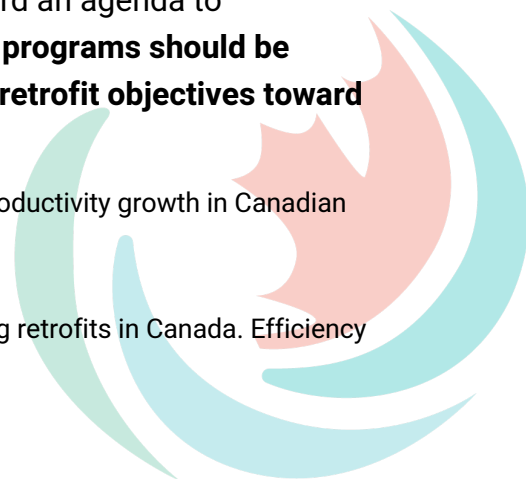 rd an agenda to
programs should be
retrofit objectives toward
oductivity growth in Canadian
g retrofits in Canada. Efficiency